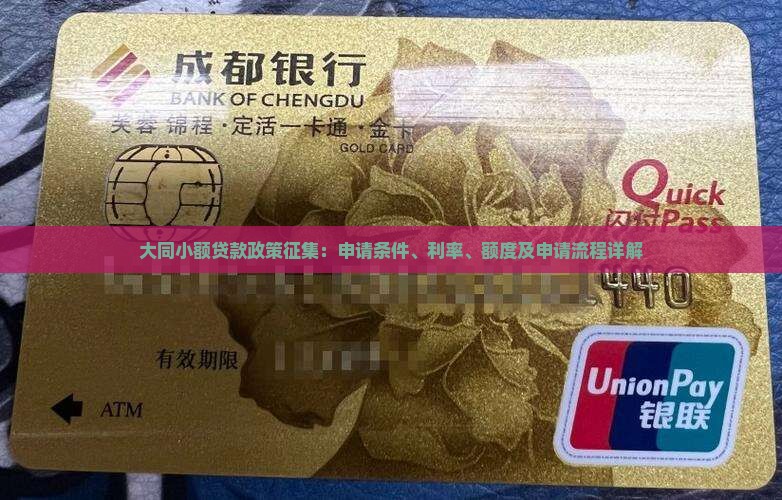 成都银行
BANK OF CHENGDU
芙蓉 锦程·定活一卡通·金卡
GOLD CARD
Quick
闪付Pass
大同小额贷款政策征集：申请条件、利率、额度及申请流程详解
1440
有效期限
ATM
UnionPay
银联